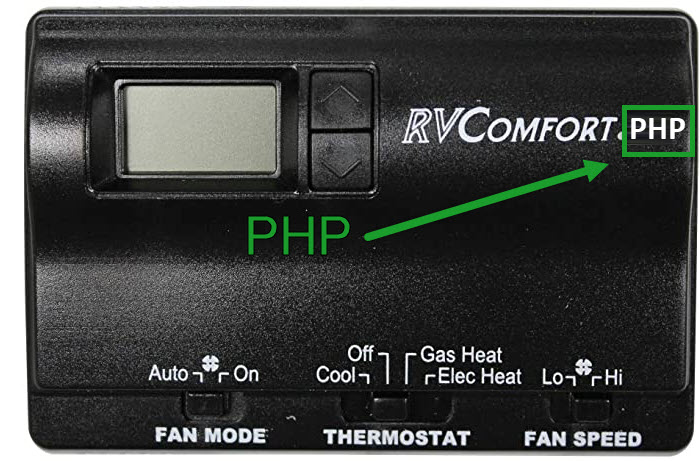 RVCOMFORT.PHP
PHP
Off Gas Heat
Auto On Cool Elec Heat Lo Hi
FAN MODE THERMOSTAT FAN SPEED